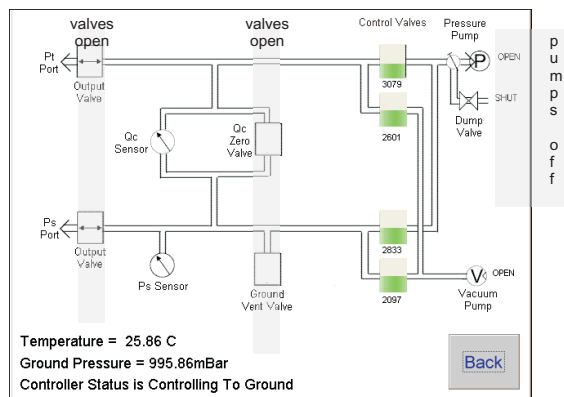 valves
open
valves
open
Control Valves
Pressure
Pump
Pt
Port
Output
Valve
3079
P
OPEN
SHUT
Dump
Valve
2601
Qc
Sensor
Qc
Zero
Valve
Ps
Port
Output
Valve
Ps Sensor
Ground
Vent Valve
2833
2097
V
OPEN
Vacuum
Pump
pumps off
Temperature = 25.86 C
Ground Pressure = 995.86mBar
Controller Status is Controlling To Ground
Back